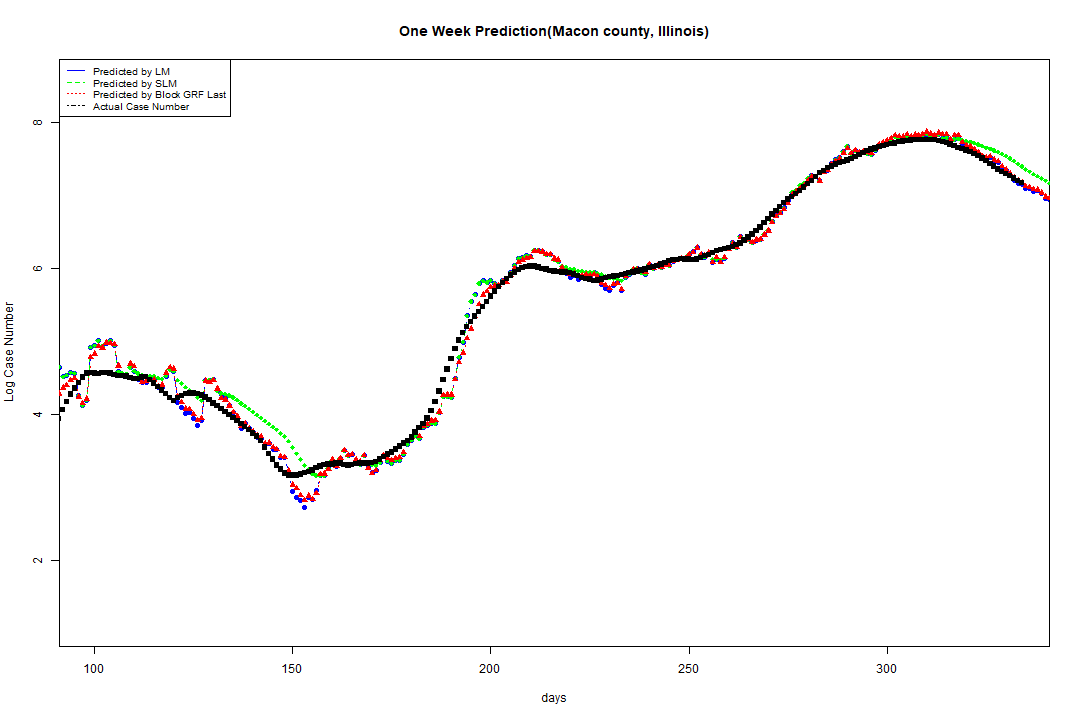 One Week Prediction(Macon county, Illinois)
Predicted by LM
Predicted by SLM
Predicted by Block GRF Last
Actual Case Number
8
6
4
2
Log Case Number
100 150 200 250 300
days